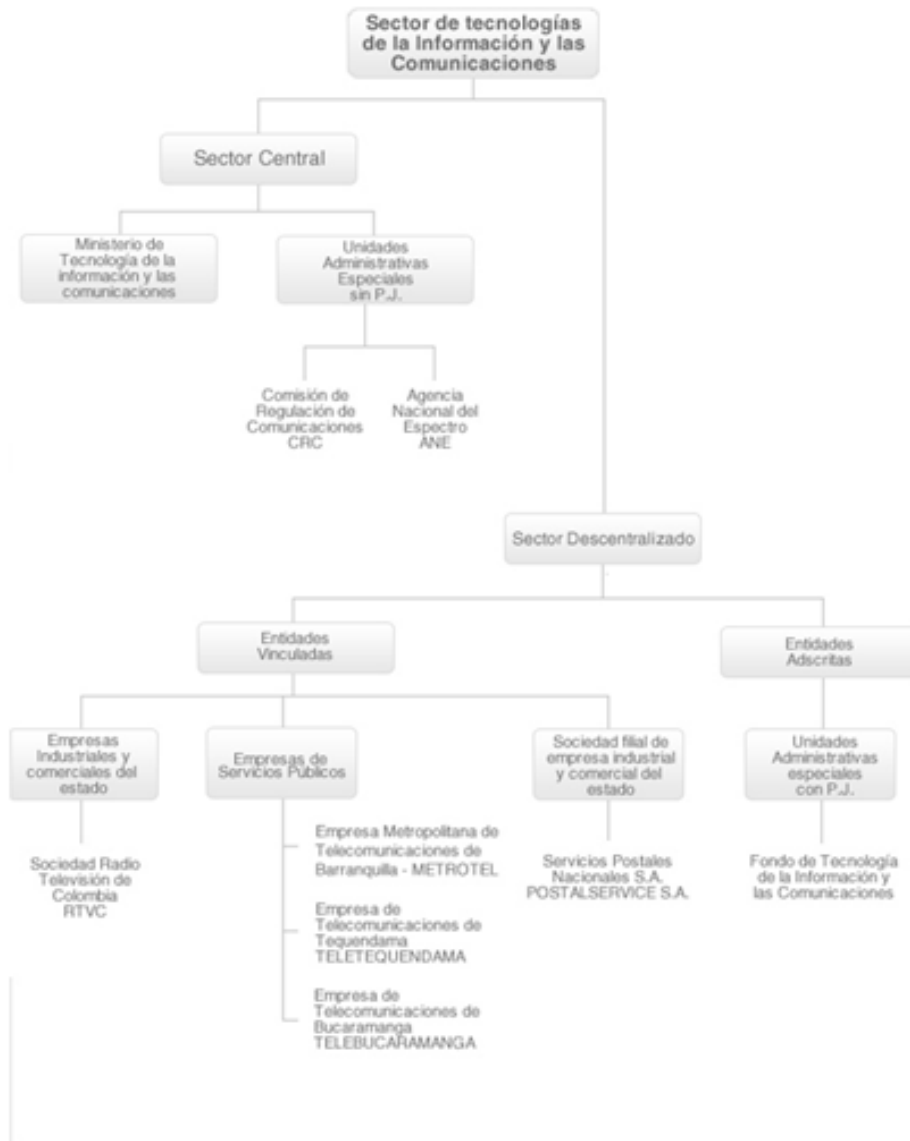 Sector de tecnologías
de la Información y las
Comunicaciones
Sector Central
Ministerio de
Tecnología de la
información y las
comunicaciones
Unidades
Administrativas
Especiales
sin P.J.
Comisión de
Regulación de
Comunicaciones
CRC
Agencia
Nacional del
Espectro
ANE
Sector Descentralizado
Entidades
Vinculadas
Entidades
Adscritas
Empresas
Industriales y
comerciales del
estado
Empresas de
Servicios Públicos
Sociedad filial de
empresa industrial
y comercial del
estado
Unidades
Administrativas
especiales
con P.J.
Sociedad Radio
Televisión de
Colombia
RTVC
Empresa Metropolitana de
Telecomunicaciones de
Barranquilla - METROTEL
Empresa de
Telecomunicaciones de
Tequendama
TELETEQUENDAMA
Empresa de
Telecomunicaciones de
Bucaramanga
TELEBUCARAMANGA
Servicios Postales
Nacionales S.A.
POSTALSERVICE S.A.
Fondo de Tecnología
de la Información y
las Comunicaciones